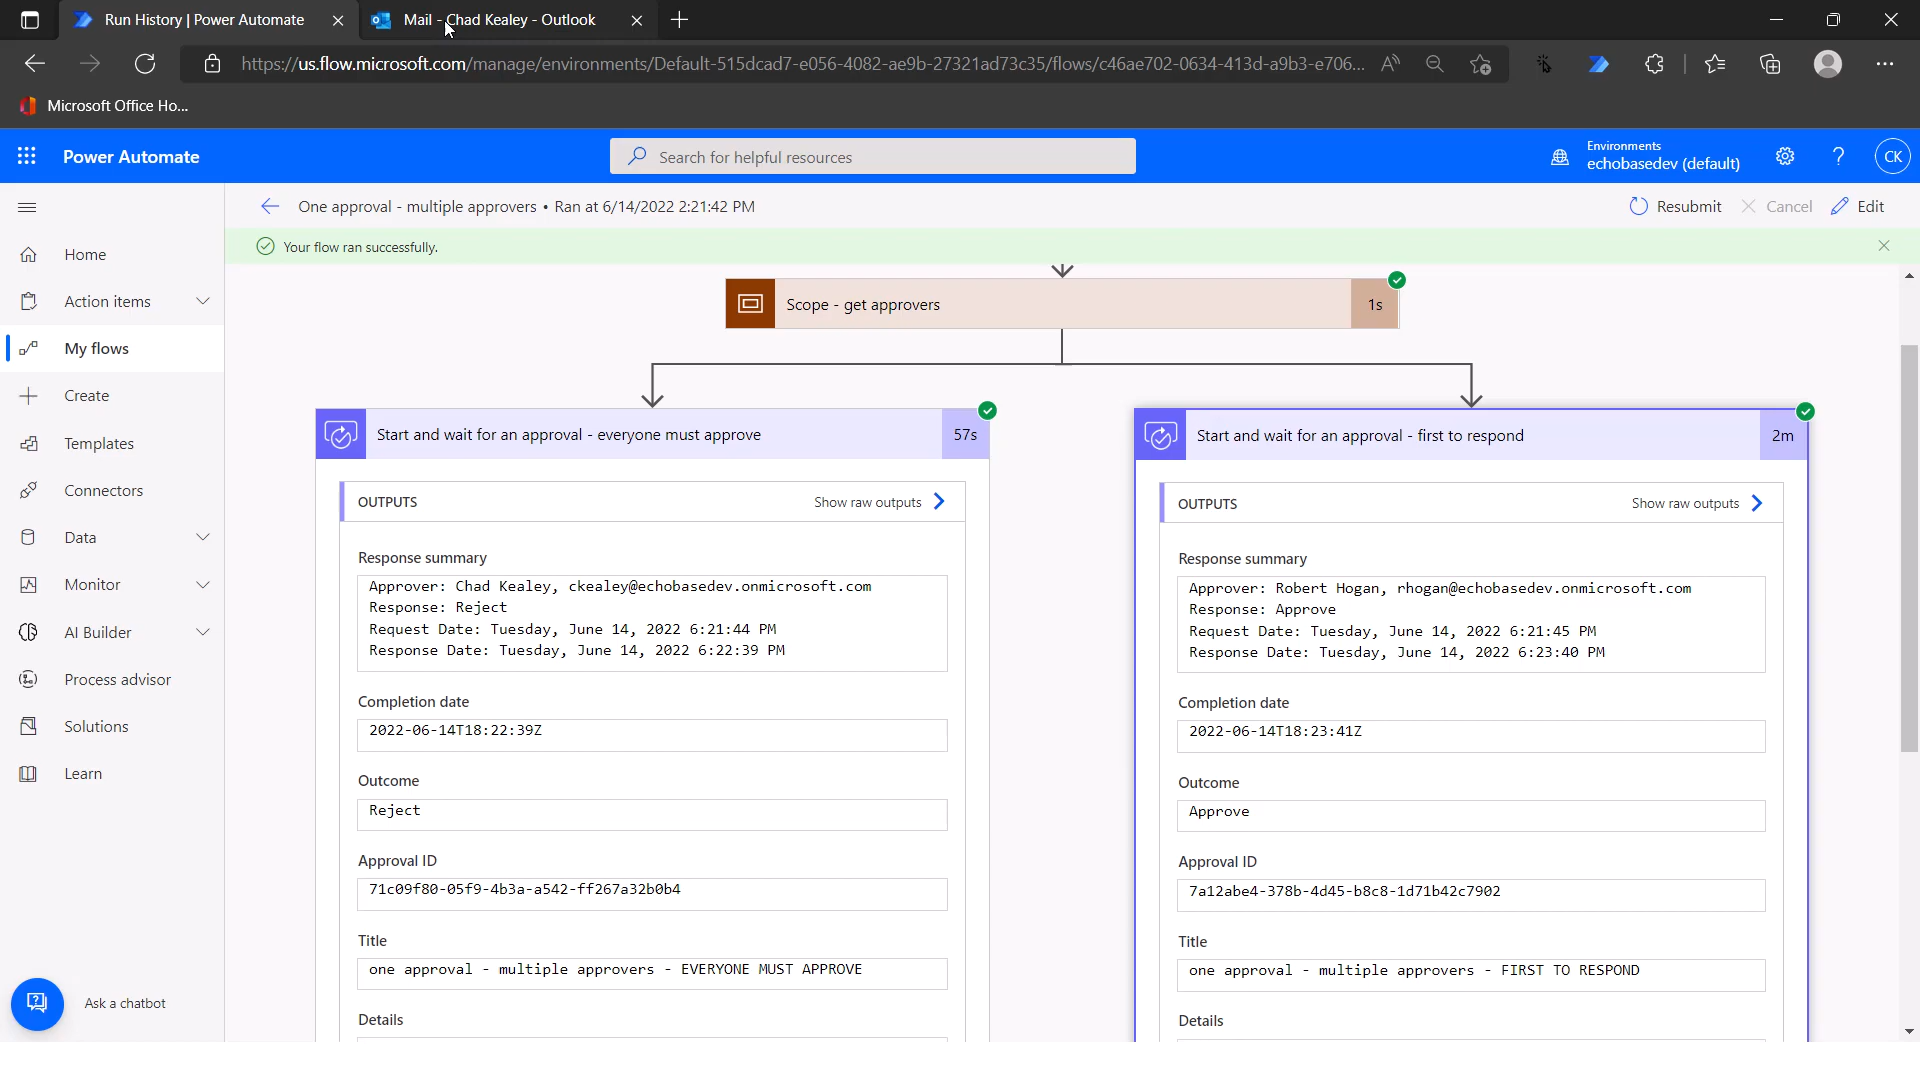 Run History | Power Automate
Mail - Chad Kealey - Outlook
https://us.flow.microsoft.com/manage/environments/Default-515dcad7-e056-4082-ae9b-27321ad73c35/flows/c46ae702-0634-413d-a9b3-e706...
Microsoft Office Ho...
Power Automate
Search for helpful resources
Environments
echobasedev (default)
?
CK
One approval - multiple approvers • Ran at 6/14/2022 2:21:42 PM
Resubmit
Cancel
Edit
Your flow ran successfully.
Home
Action items
My flows
Create
Templates
Connectors
Data
Monitor
AI Builder
Process advisor
Solutions
Learn
Ask a chatbot
Scope - get approvers
1s
Start and wait for an approval - everyone must approve
57s
OUTPUTS
Show raw outputs
Response summary
Approver: Chad Kealey, ckealey@echobasedev.onmicrosoft.com
Response: Reject
Request Date: Tuesday, June 14, 2022 6:21:44 PM
Response Date: Tuesday, June 14, 2022 6:22:39 PM
Completion date
2022-06-14T18:22:39Z
Outcome
Reject
Approval ID
71c09f80-05f9-4b3a-a542-ff267a32b0b4
Title
one approval - multiple approvers - EVERYONE MUST APPROVE
Details
Start and wait for an approval - first to respond
2m
OUTPUTS
Show raw outputs
Response summary
Approver: Robert Hogan, rhogan@echobasedev.onmicrosoft.com
Response: Approve
Request Date: Tuesday, June 14, 2022 6:21:45 PM
Response Date: Tuesday, June 14, 2022 6:23:40 PM
Completion date
2022-06-14T18:23:41Z
Outcome
Approve
Approval ID
7a12abe4-378b-4d45-b8c8-1d71b42c7902
Title
one approval - multiple approvers - FIRST TO RESPOND
Details